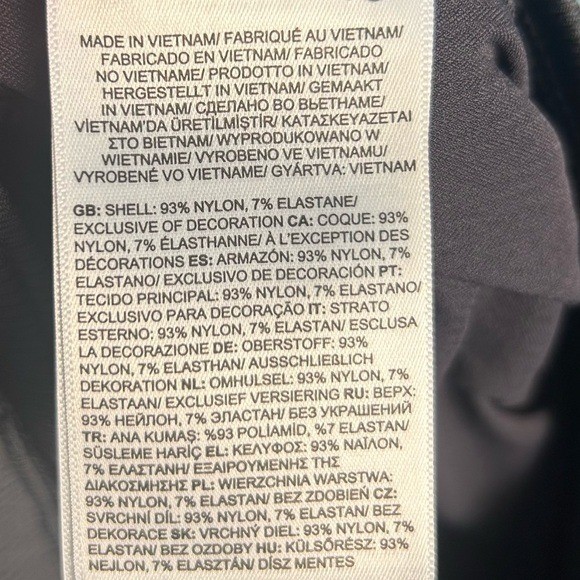 MADE IN VIETNAM/ FABRIQUÉ AU VIETNAM/
FABRICADO EN VIETNAM/ FABRICADO
NO VIETNAME/ PRODOTTO IN VIETNAM/
HERGESTELLT IN VIETNAM/ GEMAAKT
IN VIETNAM/ СДЕЛАНО ВО ВЬЕТНАМЕ/
VİETNAM'DA ÜRETİLMİŞTİR/ ΚΑΤΑΣΚΕΥΑΖΕΤΑΙ
ΣΤΟ ΒΙΕΤΝΑΜ/ WYPRODUKOWANO W
WIETNAMIE/ VYROBENO VE VIETNAMU/
VYROBENÉ VO VIETNAME/ GYÁRTVA: VIETNAM
GB: SHELL: 93% NYLON, 7% ELASTANE/
EXCLUSIVE OF DECORATION CA: COQUE: 93%
NYLON, 7% ÉLASTHANNE/ À L'EXCEPTION DES
DÉCORATIONS ES: ARMAZÓN: 93% NYLON, 7%
ELASTANO/ EXCLUSIVO DE DECORACIÓN PT:
TECIDO PRINCIPAL: 93% NYLON, 7% ELASTANO/
EXCLUSIVO PARA DECORAÇÃO IT: STRATO
ESTERNO: 93% NYLON, 7% ELASTAN/ ESCLUSA
LA DECORAZIONE DE: OBERSTOFF: 93%
NYLON, 7% ELASTHAN/ AUSSCHLIEẞLICH
DEKORATION NL: OMHULSEL: 93% NYLON, 7%
ELASTAAN/ EXCLUSIEF VERSIERING RU: ВЕРХ:
93% НЕЙЛОН, 7% ЭЛАСТАН/ БЕЗ УКРАШЕНИЙ
TR: ANA KUMAŞ: %93 POLİAMİD, %7 ELASTAN/
SÜSLEME HARİÇ EL: ΚΕΛΥΦΟΣ: 93% ΝΑΪΛΟΝ,
7% ΕΛΑΣΤΑΝΗ/ ΕΞΑΙΡΟΥΜΕΝΗΣ ΤΗΣ
ΔΙΑΚΟΣΜΗΣΗΣ PL: WIERZCHNIA WARSTWA:
93% NYLON, 7% ELASTAN/ BEZ ZDOBIEŃ CZ:
SVRCHNÍ DÍL: 93% NYLON, 7% ELASTAN/ BEZ
DEKORACE SK: VRCHNÝ DIEL: 93% NYLON, 7%
ELASTAN/ BEZ OZDOBY HU: KÜLSŐRÉSZ: 93%
NEJLON, 7% ELASZTÁN/ DÍSZ MENTES